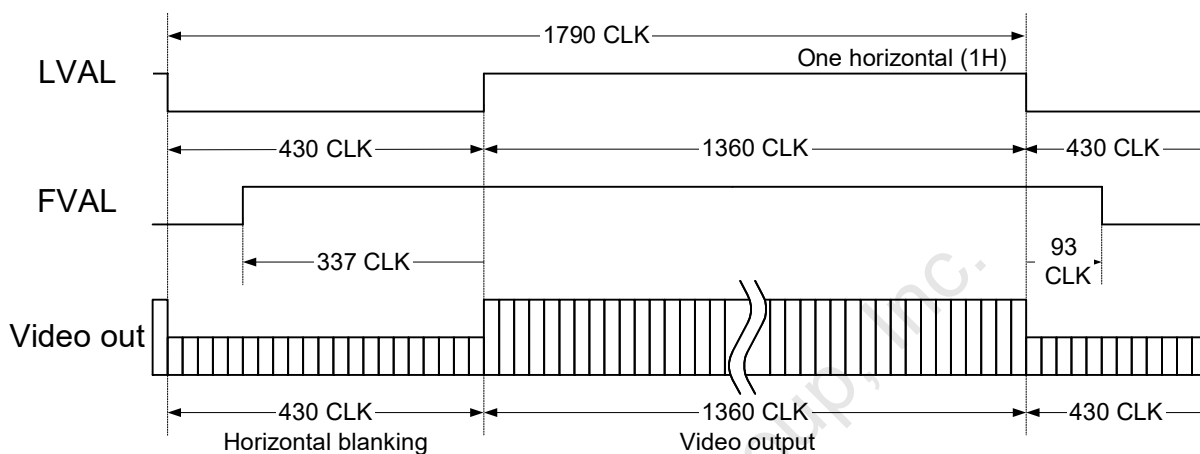 1790 CLK
LVAL
One horizontal (1H)
430 CLK 1360 CLK 430 CLK
FVAL
337 CLK
93
CLK
Video out
430 CLK 1360 CLK 430 CLK
Horizontal blanking Video output
Inc.